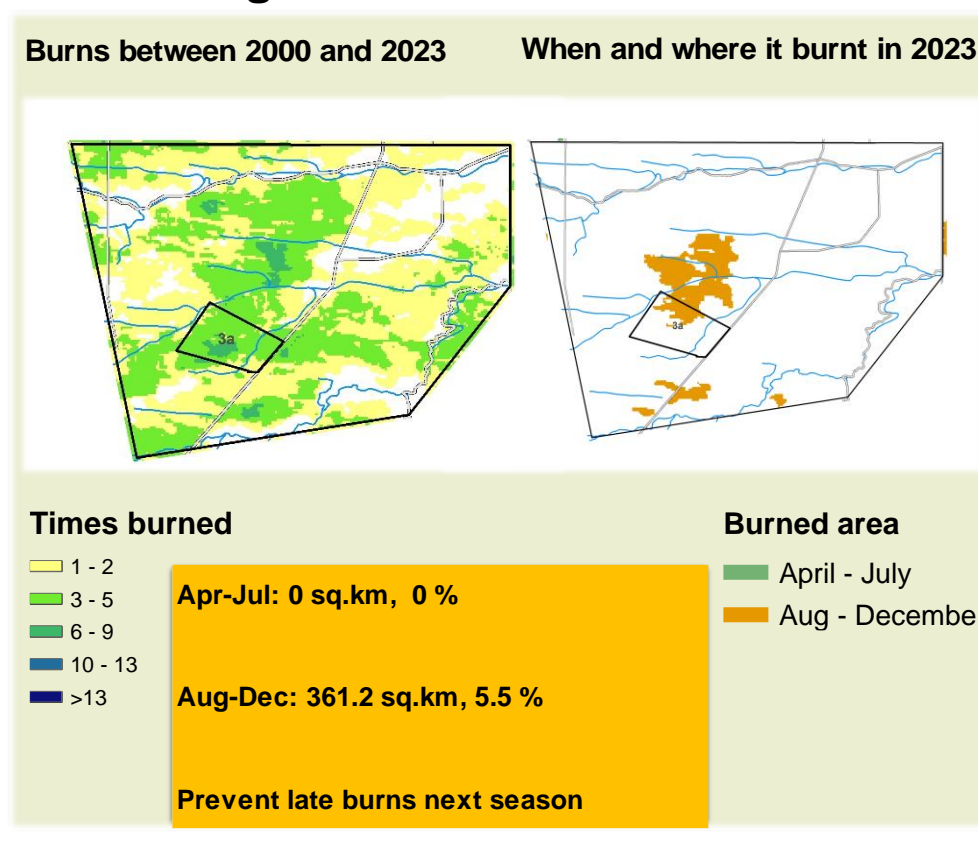 Burns between 2000 and 2023
When and where it burnt in 2023
3a
3a
Times burned
1 - 2
3 - 5
6 - 9
10 - 13
>13
Apr-Jul: 0 sq.km, 0 %
Aug-Dec: 361.2 sq.km, 5.5 %
Prevent late burns next season
Burned area
April - July
Aug - Decembe